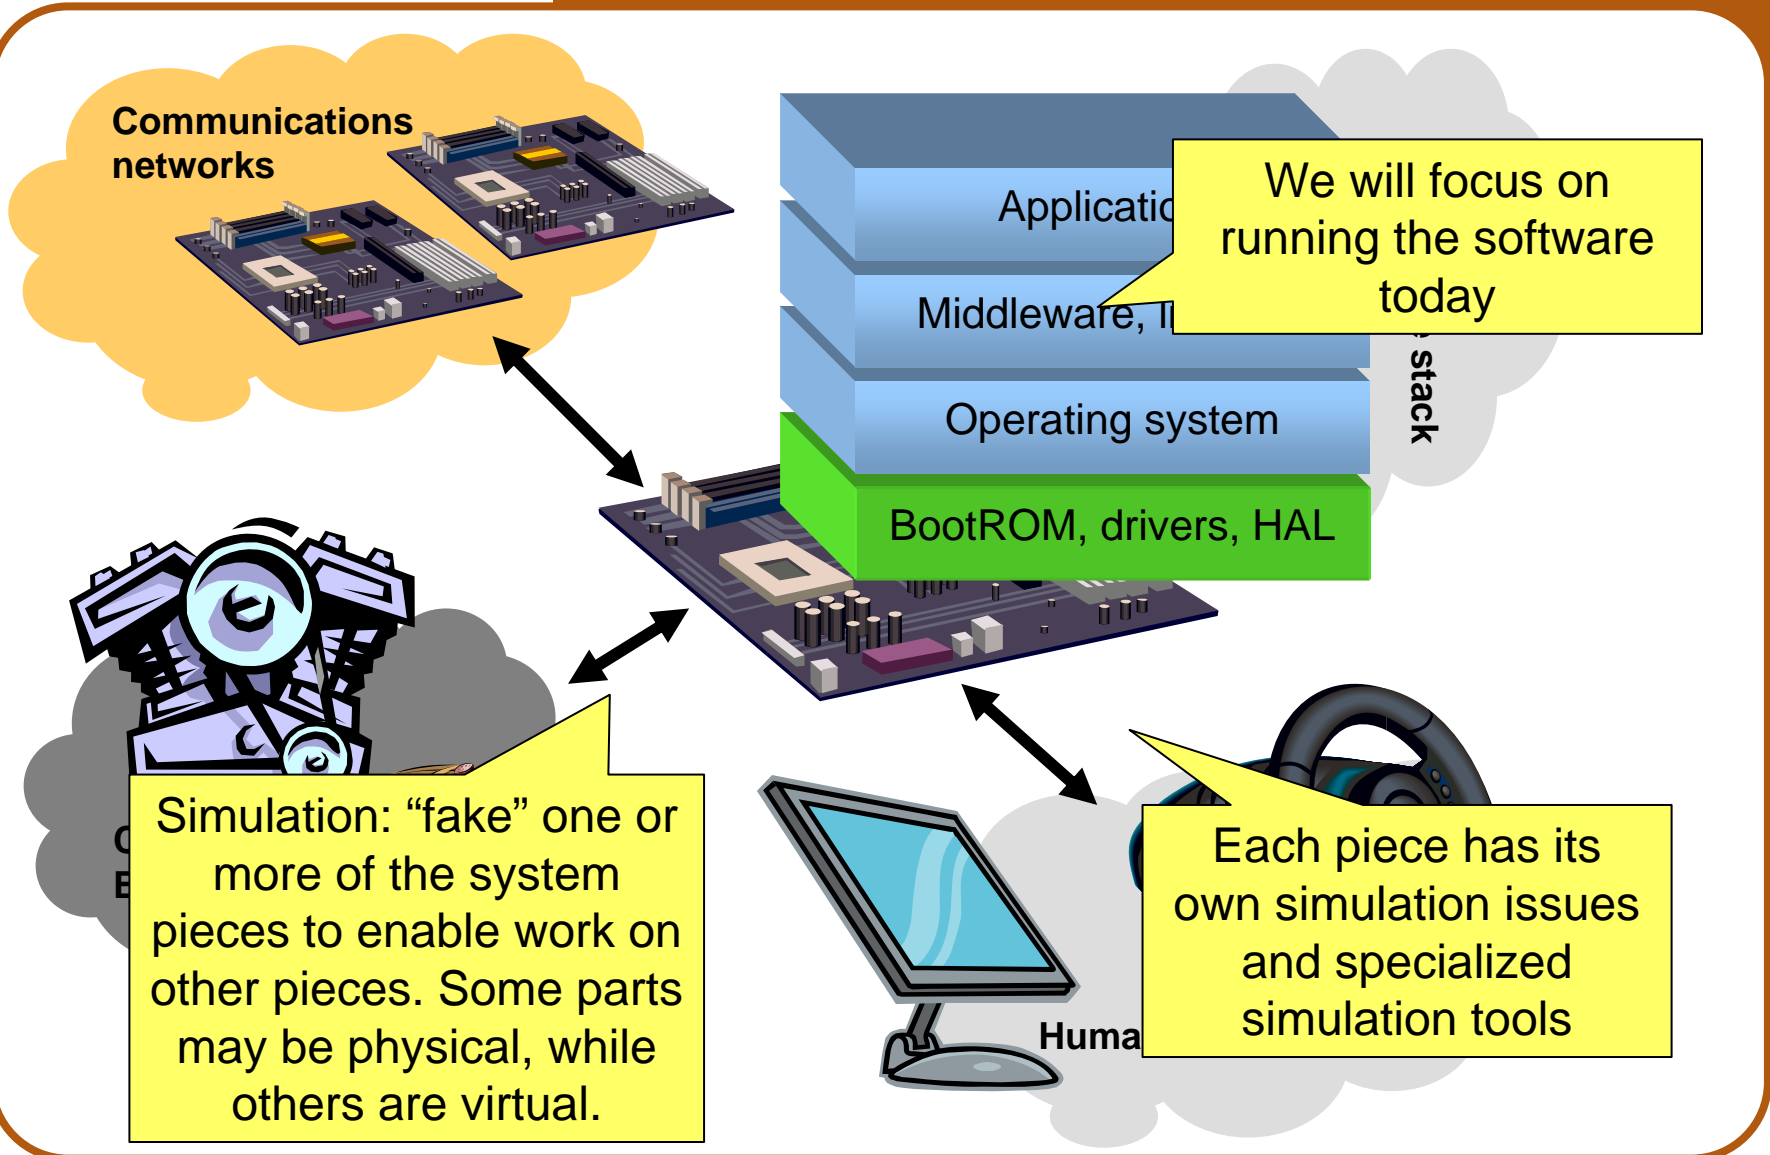 Communications
networks
We will focus on
running the software
today
Middleware,
stack
Operating system
BootROM, drivers, HAL
Simulation: “fake” one or
more of the system
pieces to enable work on
other pieces. Some parts
may be physical, while
others are virtual.
Each piece has its
own simulation issues
and specialized
simulation tools